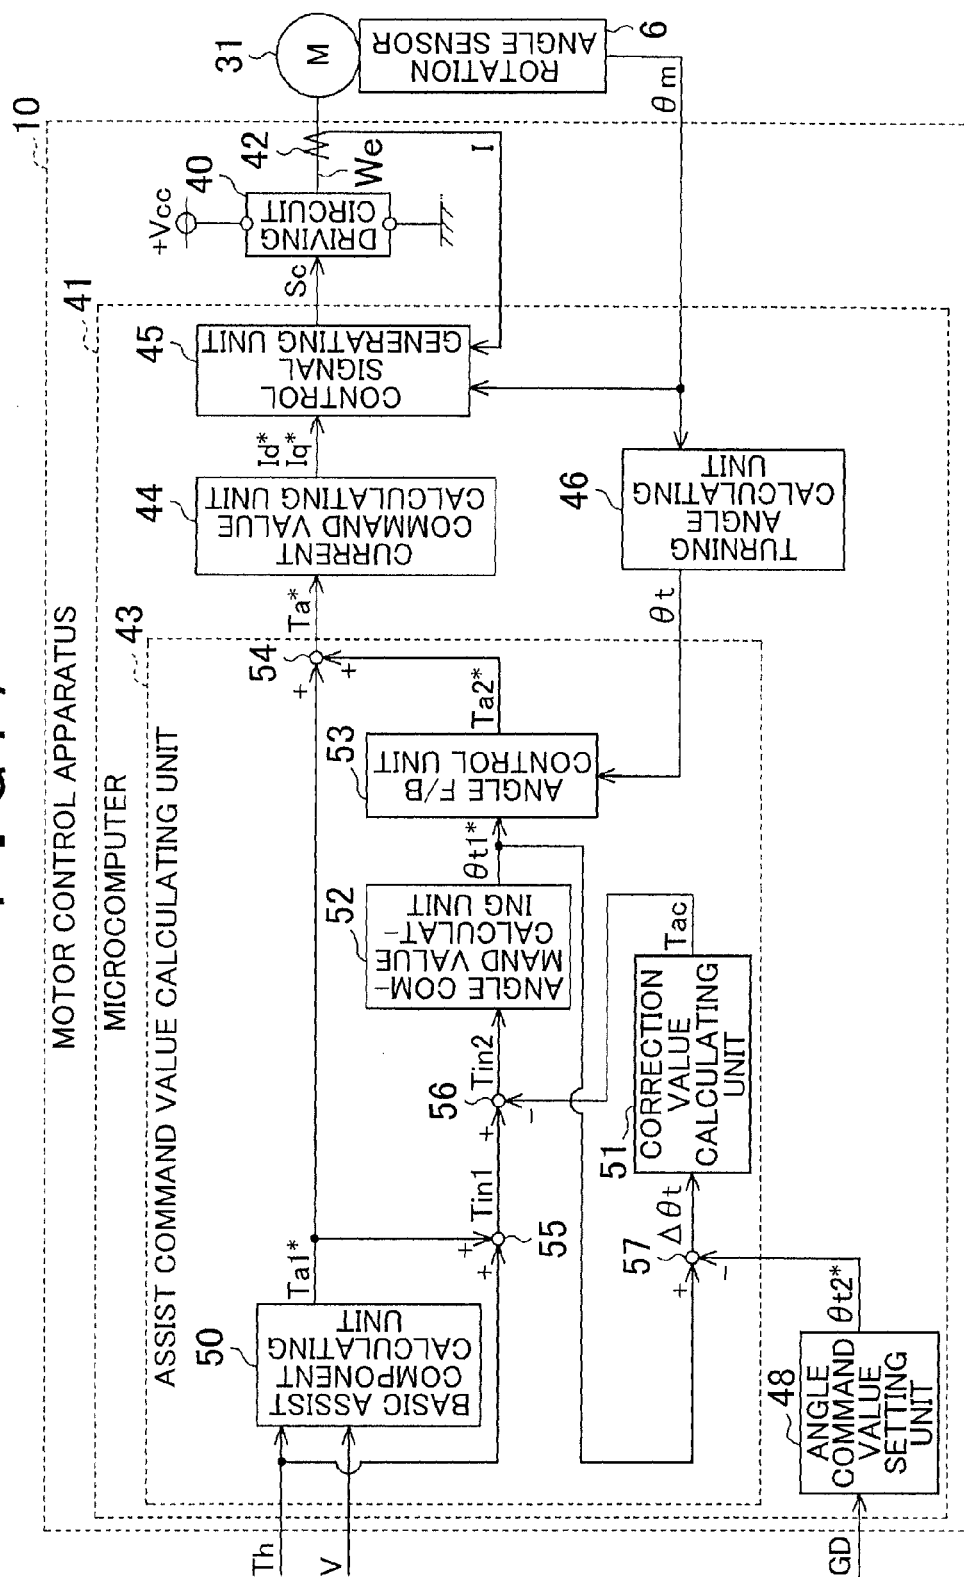 10
MOTOR CONTROL APPARATUS
41
MICROCOMPUTER
43
ASSIST COMMAND VALUE CALCULATING UNIT
Th
V
50
BASIC ASSIST
COMPONENT
CALCULATING
UNIT
Ta1*
+
+
54
Ta*
44
CURRENT
COMMAND VALUE
CALCULATING UNIT
Id*
Iq*
45
CONTROL
SIGNAL
GENERATING UNIT
Sc
+Vcc
40
DRIVING
CIRCUIT
42
We
I
31
M
ROTATION
ANGLE SENSOR
6
θm
+
+
55
Tin1
+
-
56
Tin2
52
ANGLE COM-
MAND VALUE
CALCULAT-
ING UNIT
θt1*
53
ANGLE F/B
CONTROL UNIT
Ta2*
46
TURNING
ANGLE
CALCULATING
UNIT
θt
+
-
57
Δθt
51
CORRECTION
VALUE
CALCULATING
UNIT
Tac
GD
48
ANGLE
COMMAND
VALUE
SETTING
UNIT
θt2*